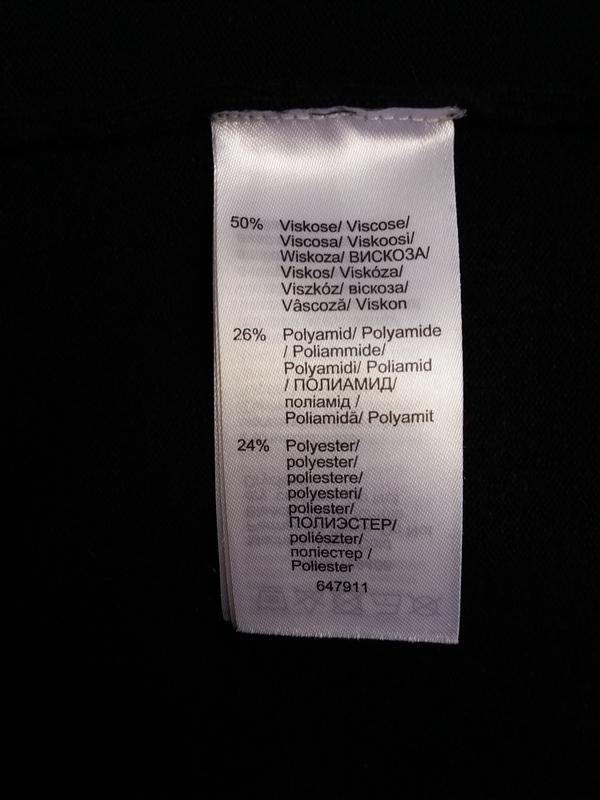 50% Viskose/ Viscose/
Viscosa/ Viskoosi/
Wiskoza/ ВИСКОЗА/
Viskos/ Viskóza/
Viszkóz/ віскоза/
Vâscoză/ Viskon
26% Polyamid/ Polyamide
/ Poliammide/
Polyamidi/ Poliamid
/ ПОЛИАМИД/
поліамід /
Poliamidă/ Polyamit
24% Polyester/
polyester/
poliestere/
polyesteri/
poliester/
ПОЛИЭСТЕР/
poliészter/
поліестер /
Poliester
647911